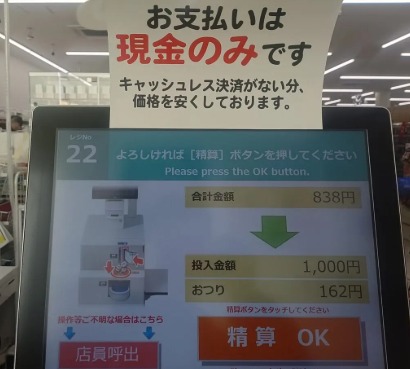 お支払いは
現金のみです
キャッシュレス決済がない分、
価格を安くしております。
レジNo
22
よろしければ［精算］ボタンを押してください
Please press the OK button.
合計金額 838円
投入金額 1,000円
おつり 162円
精算ボタンをタッチしてください
操作等ご不明な場合はこちら
精算 OK
店員呼出